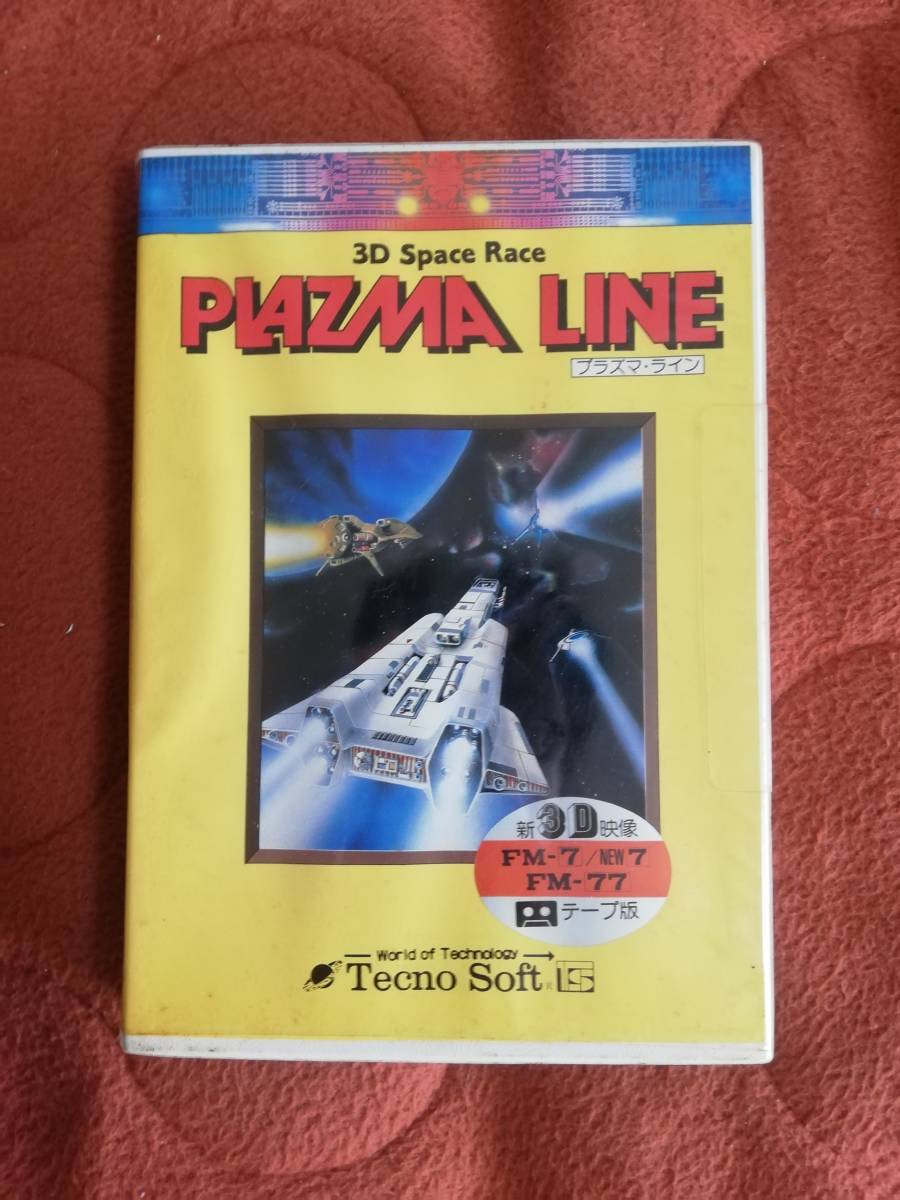 3D Space Race
PLAZMA LINE
プラズマ・ライン
新3D映像
FM-7/NEW7
FM-77
テープ版
World of Technology
Tecno Soft